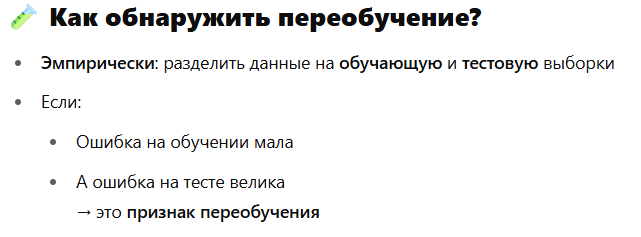 Как обнаружить переобучение?
Эмпирически: разделить данные на обучающую и тестовую выборки
Если:
Ошибка на обучении мала
А ошибка на тесте велика
→ это признак переобучения